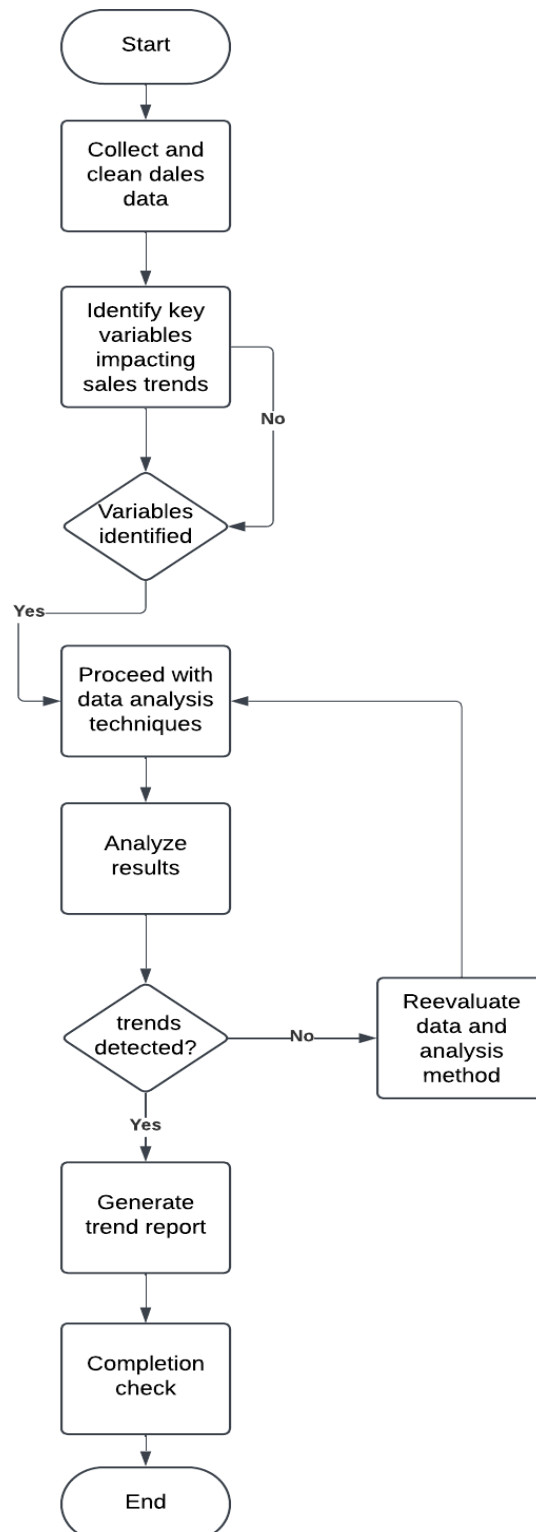 Start
Collect and
clean dales
data
Identify key
variables
impacting
sales trends
No
Variables
identified
Yes
Proceed with
data analysis
techniques
Analyze
results
trends
detected?
No
Reevaluate
data and
analysis
method
Yes
Generate
trend report
Completion
check
End